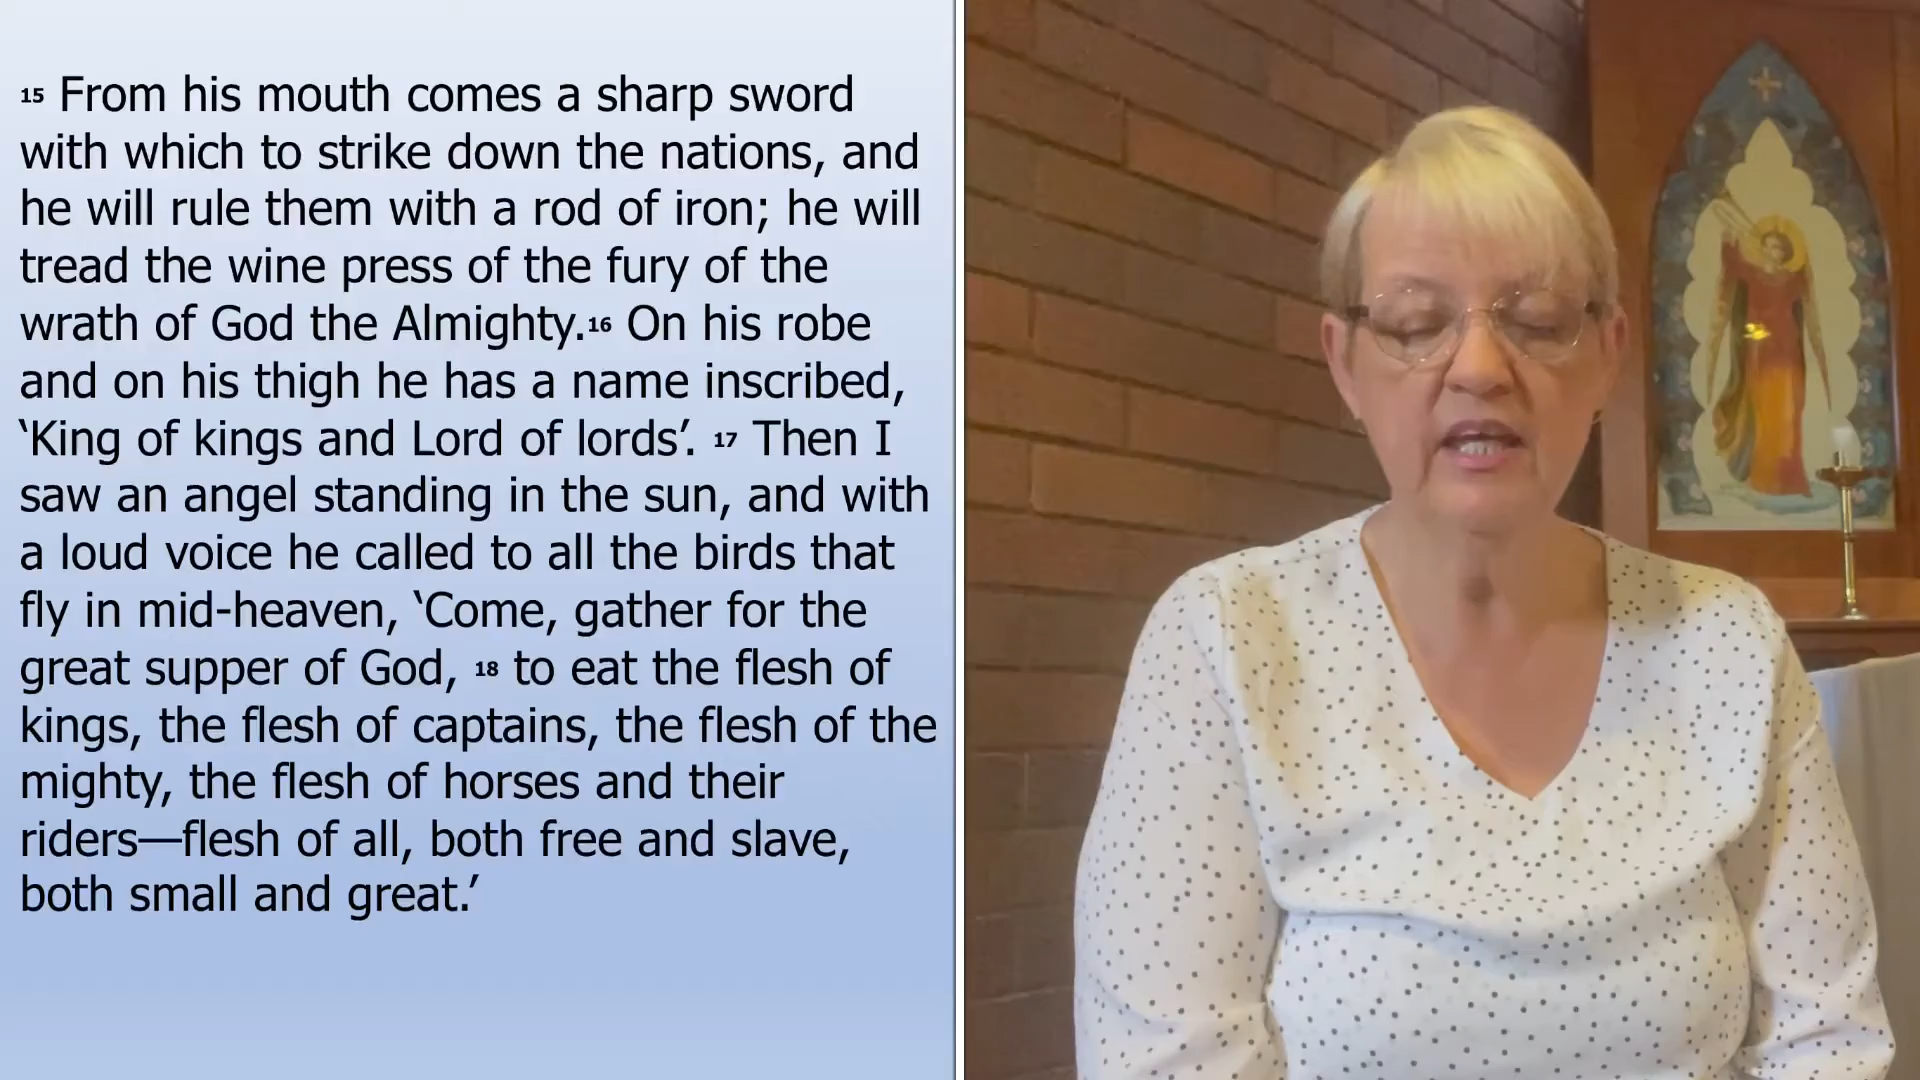 15 From his mouth comes a sharp sword
with which to strike down the nations, and
he will rule them with a rod of iron; he will
tread the wine press of the fury of the
wrath of God the Almighty.16 On his robe
and on his thigh he has a name inscribed,
‘King of kings and Lord of lords’. 17 Then I
saw an angel standing in the sun, and with
a loud voice he called to all the birds that
fly in mid-heaven, ‘Come, gather for the
great supper of God, 18 to eat the flesh of
kings, the flesh of captains, the flesh of the
mighty, the flesh of horses and their
riders—flesh of all, both free and slave,
both small and great.’